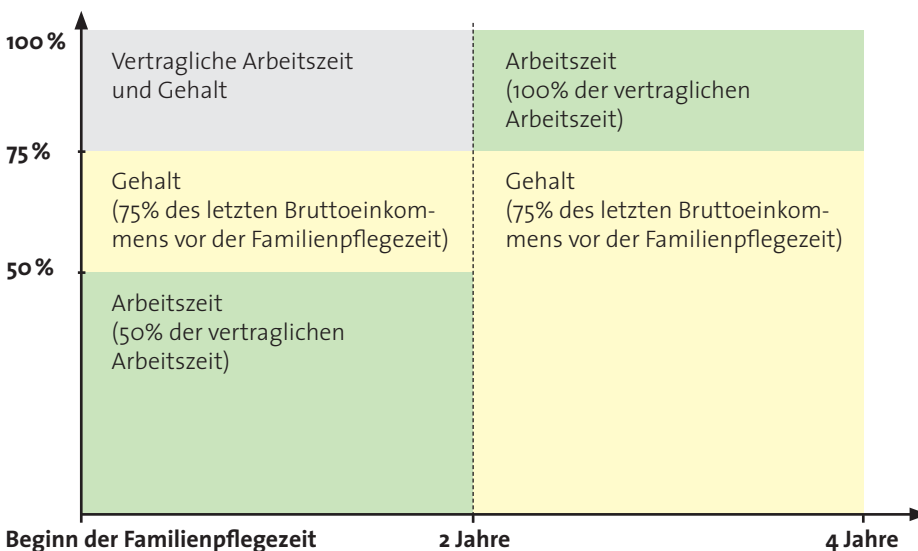 100 %
Vertragliche Arbeitszeit
und Gehalt
Arbeitszeit
(100% der vertraglichen
Arbeitszeit)
75 %
Gehalt
(75% des letzten Bruttoeinkom-
mens vor der Familienpflegezeit)
Gehalt
(75% des letzten Bruttoeinkom-
mens vor der Familienpflegezeit)
50 %
Arbeitszeit
(50% der vertraglichen
Arbeitszeit)
Beginn der Familienpflegezeit
2 Jahre
4 Jahre